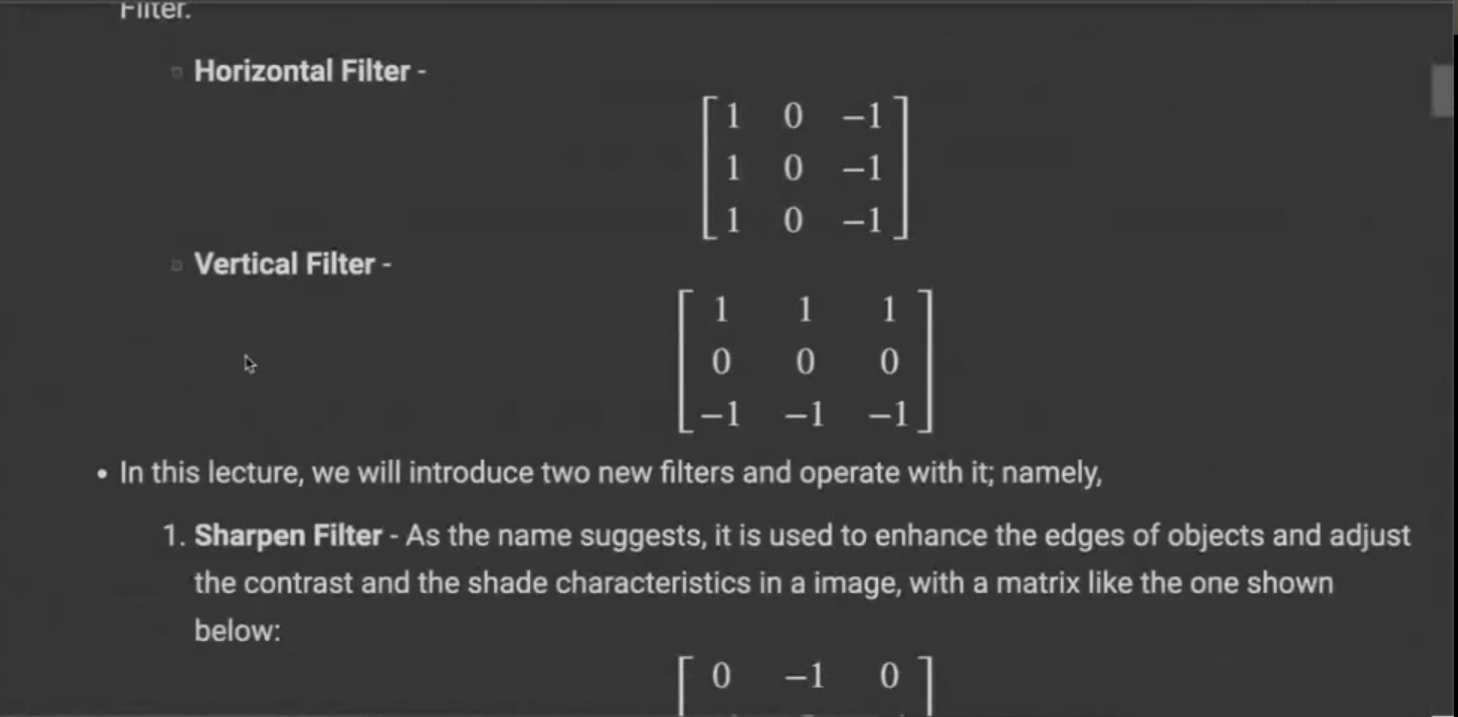 Filter.
Horizontal Filter -
1 0 −1
1 0 −1
1 0 −1
Vertical Filter -
1 1 1
0 0 0
−1 −1 −1
• In this lecture, we will introduce two new filters and operate with it; namely,
1. Sharpen Filter - As the name suggests, it is used to enhance the edges of objects and adjust
the contrast and the shade characteristics in a image, with a matrix like the one shown
below:
0 −1 0